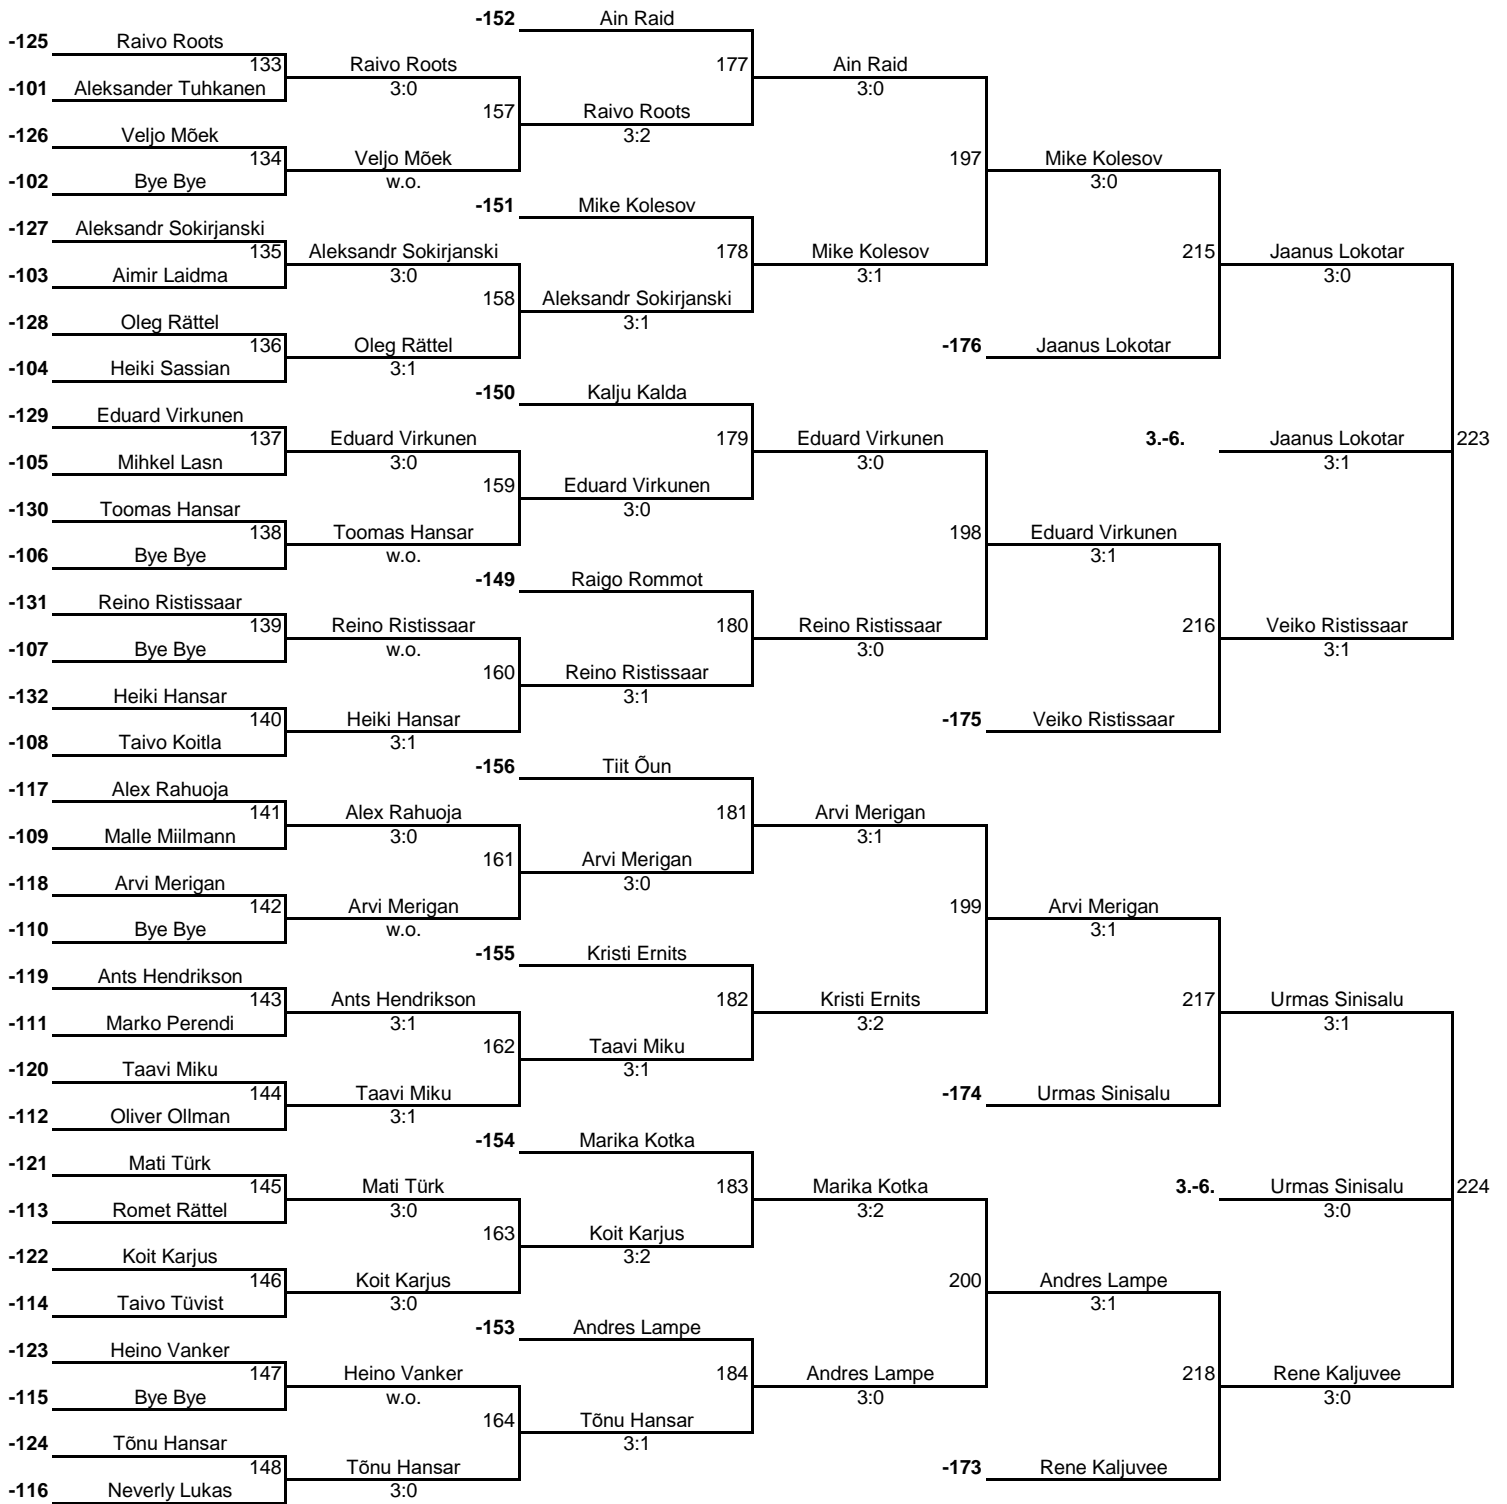 -152 Ain Raid
-125 Raivo Roots
133 Raivo Roots 177 Ain Raid
-101 Aleksander Tuhkanen 3:0 3:0
157 Raivo Roots
-126 Veljo Mõek 3:2
134 Veljo Mõek 197 Mike Kolesov
-102 Bye Bye w.o. 3:0
-151 Mike Kolesov
-127 Aleksandr Sokirjanski
135 Aleksandr Sokirjanski 178 Mike Kolesov 215 Jaanus Lokotar
-103 Aimir Laidma 3:0 3:1 3:0
158 Aleksandr Sokirjanski
-128 Oleg Rättel 3:1
136 Oleg Rättel -176 Jaanus Lokotar
-104 Heiki Sassian 3:1
-150 Kalju Kalda
-129 Eduard Virkunen
137 Eduard Virkunen 179 Eduard Virkunen 3.-6. Jaanus Lokotar 223
-105 Mihkel Lasn 3:0 3:0 3:1
159 Eduard Virkunen
-130 Toomas Hansar 3:0
138 Toomas Hansar 198 Eduard Virkunen
-106 Bye Bye w.o. 3:1
-149 Raigo Rommot
-131 Reino Ristissaar
139 Reino Ristissaar 180 Reino Ristissaar 216 Veiko Ristissaar
-107 Bye Bye w.o. 3:0 3:1
160 Reino Ristissaar
-132 Heiki Hansar 3:1
140 Heiki Hansar -175 Veiko Ristissaar
-108 Taivo Koitla 3:1
-156 Tiit Õun
-117 Alex Rahuoja
141 Alex Rahuoja 181 Arvi Merigan
-109 Malle Miilmann 3:0 3:1
161 Arvi Merigan
-118 Arvi Merigan 3:0
142 Arvi Merigan 199 Arvi Merigan
-110 Bye Bye w.o. 3:1
-155 Kristi Ernits
-119 Ants Hendrikson
143 Ants Hendrikson 182 Kristi Ernits 217 Urmas Sinisalu
-111 Marko Perendi 3:1 3:2 3:1
162 Taavi Miku
-120 Taavi Miku 3:1
144 Taavi Miku -174 Urmas Sinisalu
-112 Oliver Ollman 3:1
-154 Marika Kotka
-121 Mati Türk
145 Mati Türk 183 Marika Kotka 3.-6. Urmas Sinisalu 224
-113 Romet Rättel 3:0 3:2 3:0
163 Koit Karjus
-122 Koit Karjus 3:2
146 Koit Karjus 200 Andres Lampe
-114 Taivo Tüvist 3:0 3:1
-153 Andres Lampe
-123 Heino Vanker
147 Heino Vanker 184 Andres Lampe 218 Rene Kaljuvee
-115 Bye Bye w.o. 3:0 3:0
164 Tõnu Hansar
-124 Tõnu Hansar 3:1
148 Tõnu Hansar -173 Rene Kaljuvee
-116 Neverly Lukas 3:0